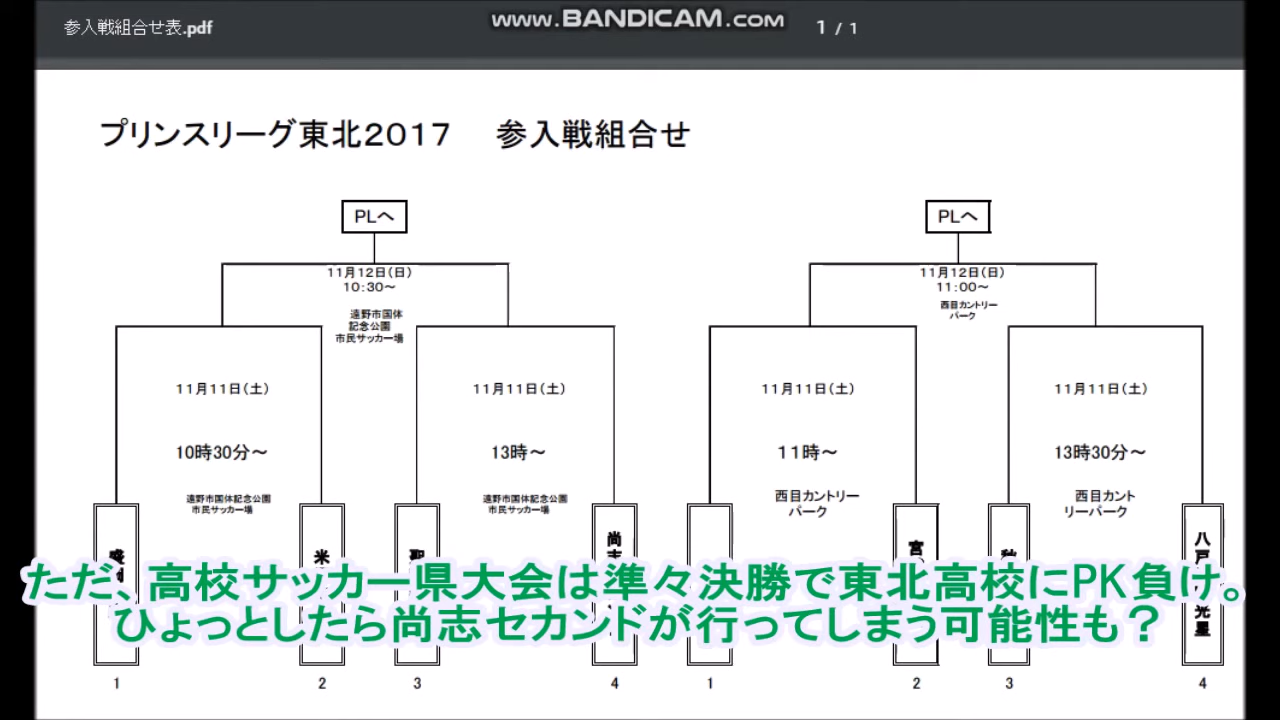 参入戦組合せ表.pdf
www.BANDICAM.com
1 / 1
プリンスリーグ東北2017 参入戦組合せ
PLへ
PLへ
11月12日(日)
10:30～
遠野市国体
記念公園
市民サッカー場
11月12日(日)
11:00～
西目カントリー
パーク
11月11日(土)
11月11日(土)
11月11日(土)
11月11日(土)
10時30分～
13時～
11時～
13時30分～
遠野市国体記念公園
市民サッカー場
遠野市国体記念公園
市民サッカー場
西目カントリー
パーク
西目カント
リーパーク
米
聖
尚志
宮
秋
八戸
光星
ただ、高校サッカー県大会は準々決勝で東北高校にPK負け。
ひょっとしたら尚志セカンドが行ってしまう可能性も？
1
2
3
4
1
2
3
4